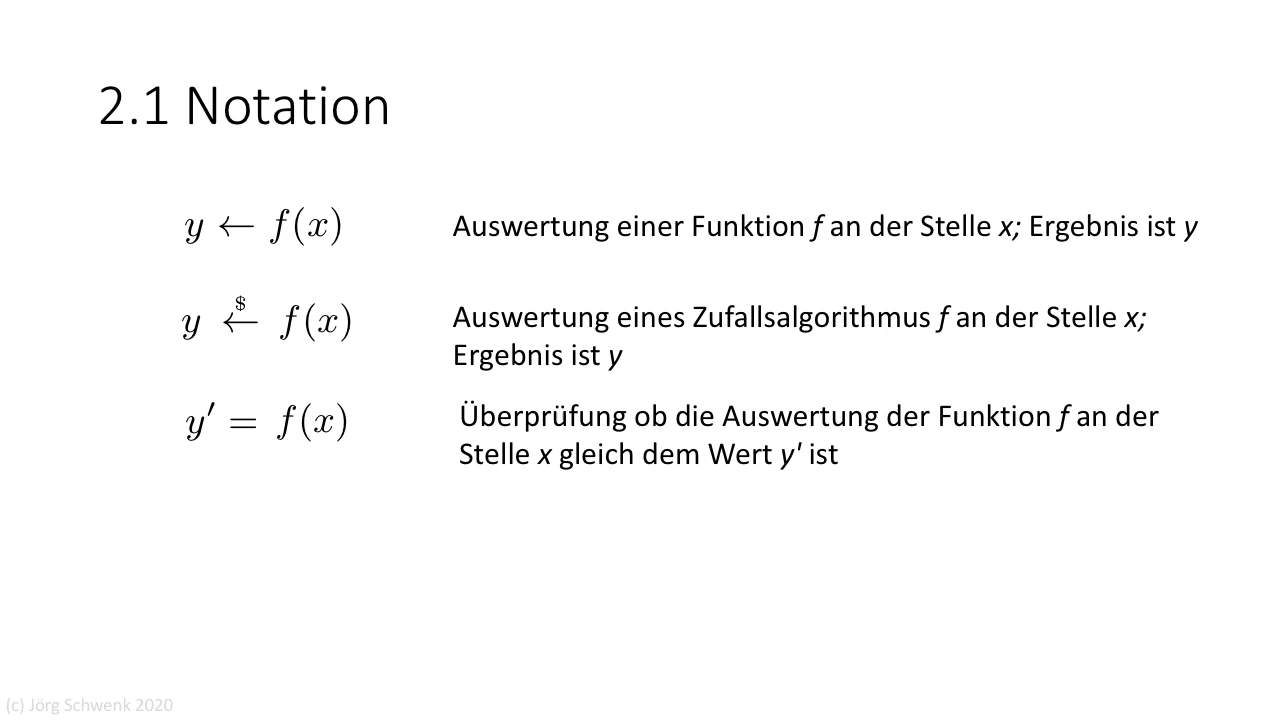 2.1 Notation
y ← f(x) Auswertung einer Funktion f an der Stelle x; Ergebnis ist y
y $← f(x) Auswertung eines Zufallsalgorithmus f an der Stelle x;
Ergebnis ist y
y′ = f(x) Überprüfung ob die Auswertung der Funktion f an der
Stelle x gleich dem Wert y' ist
(c) Jörg Schwenk 2020